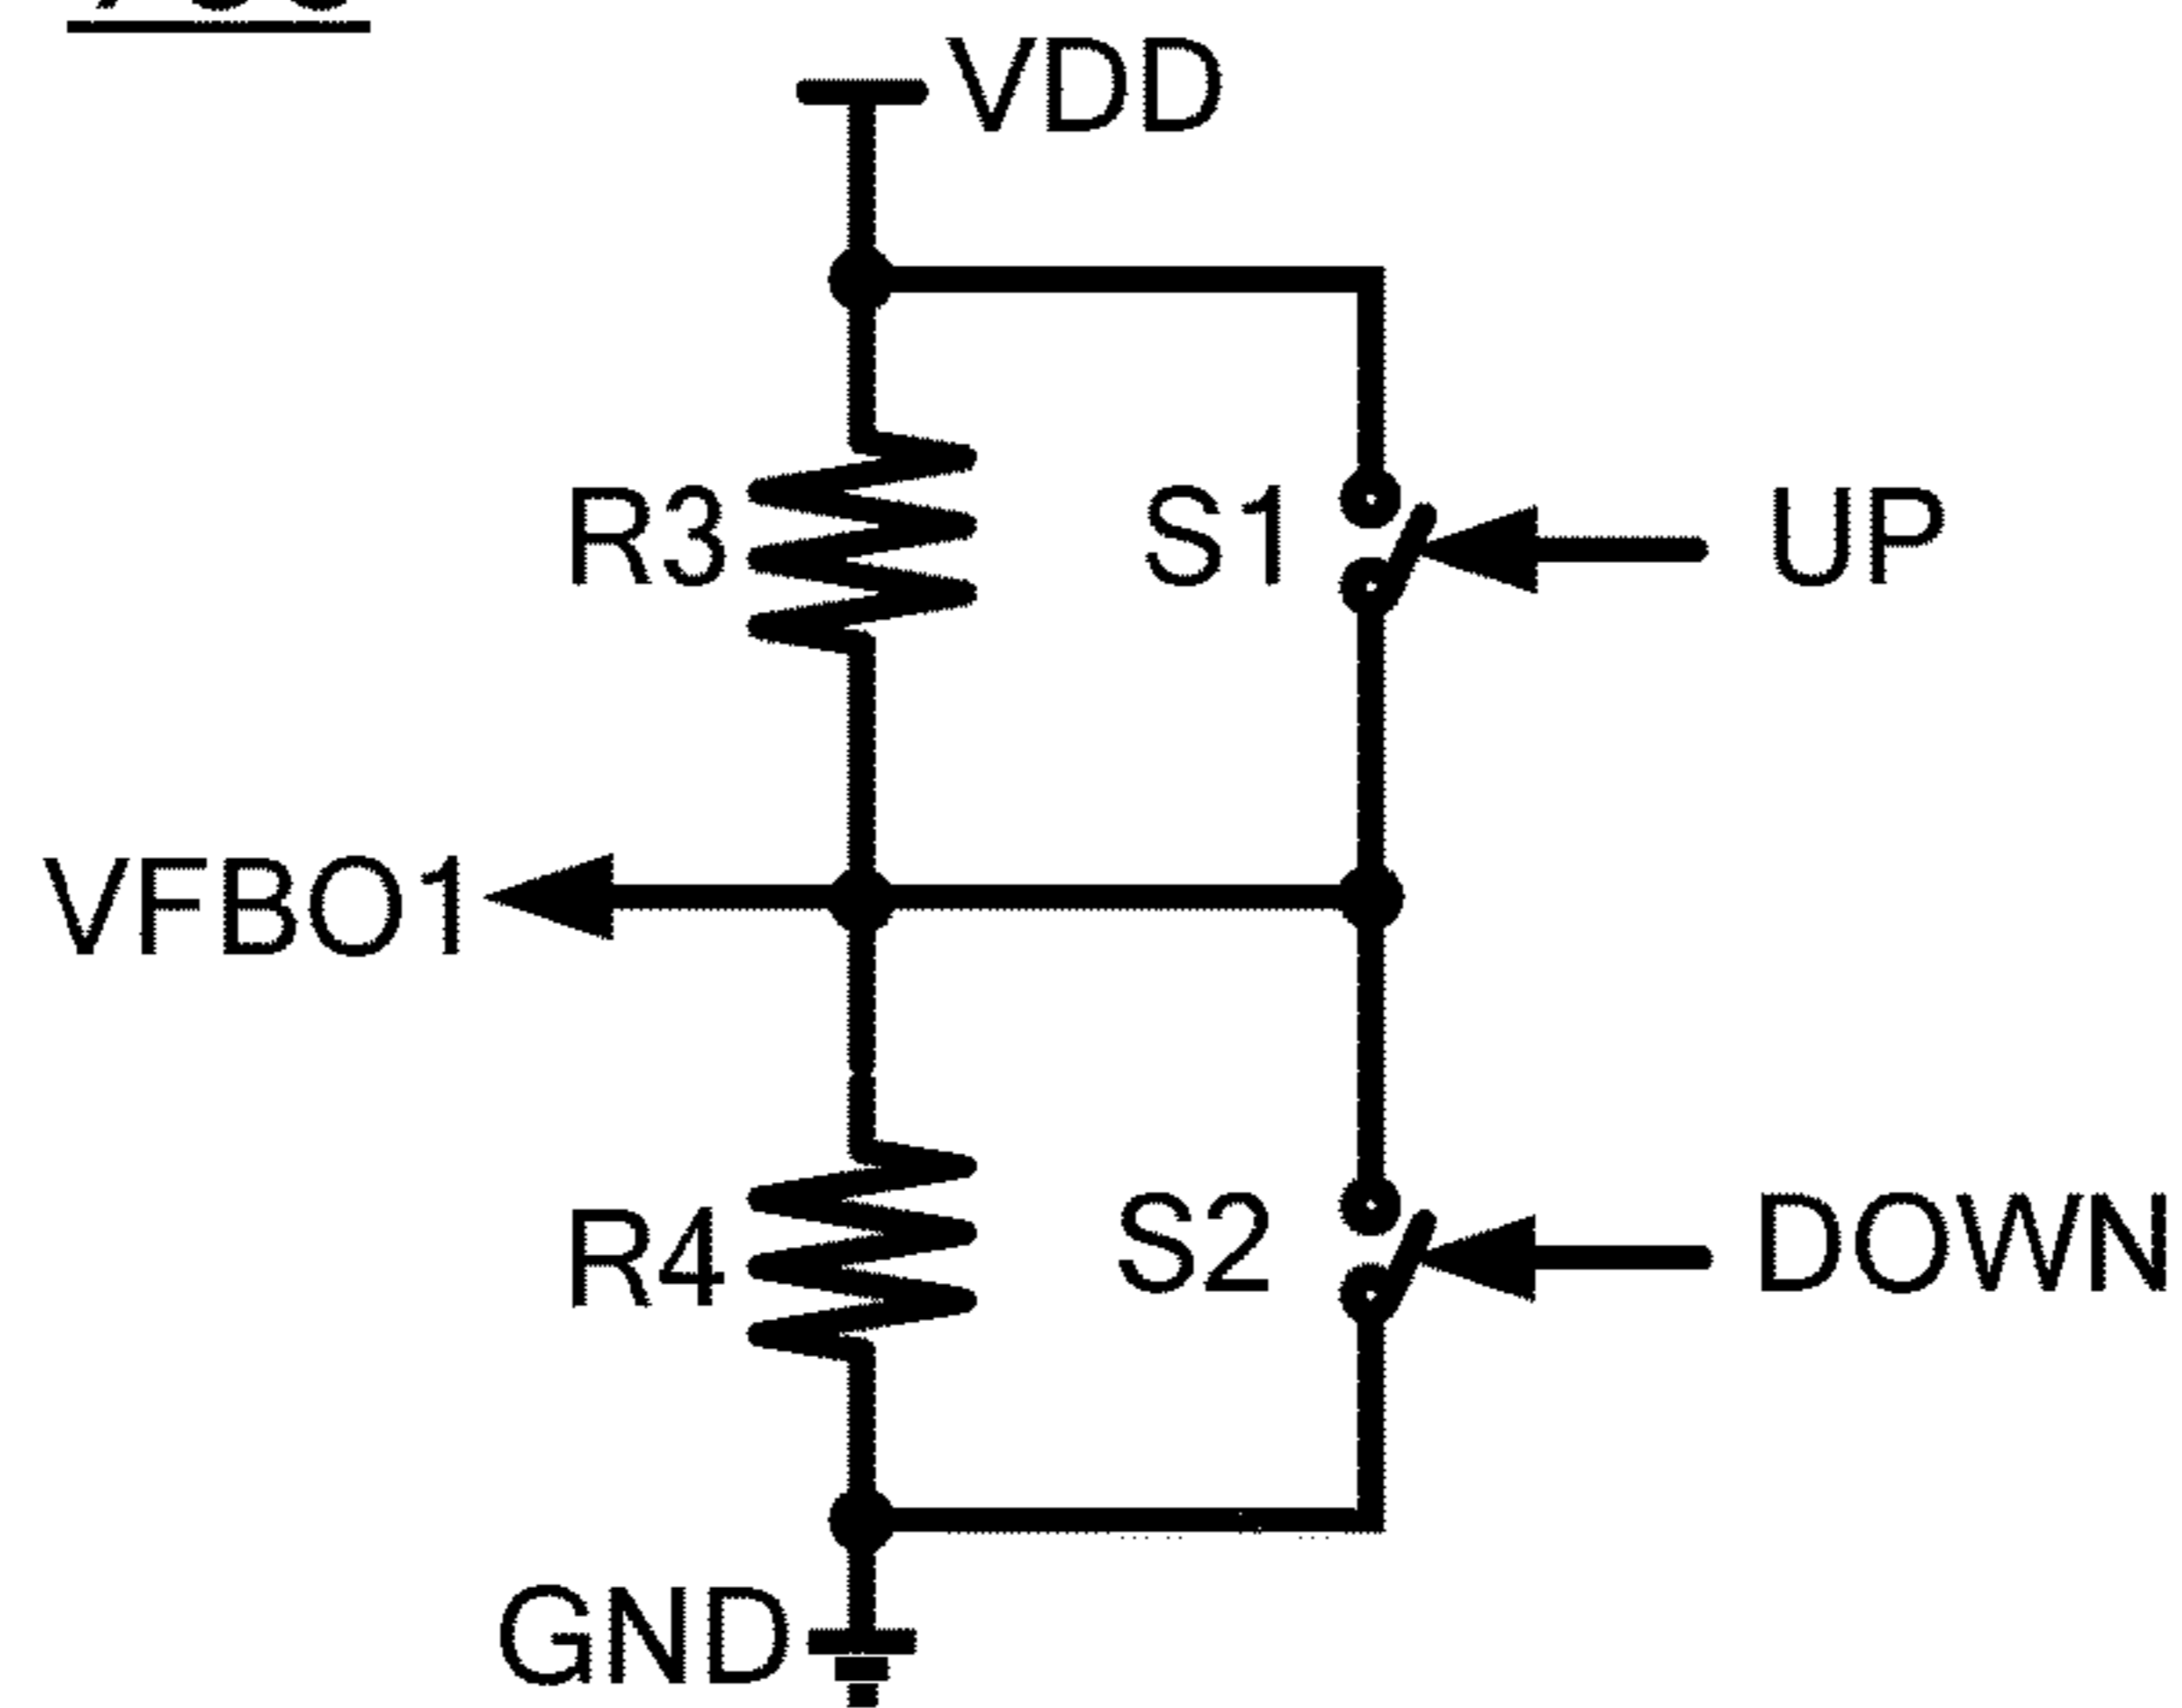 VDD
R3
S1
UP
VFBO1
R4
S2
DOWN
GND